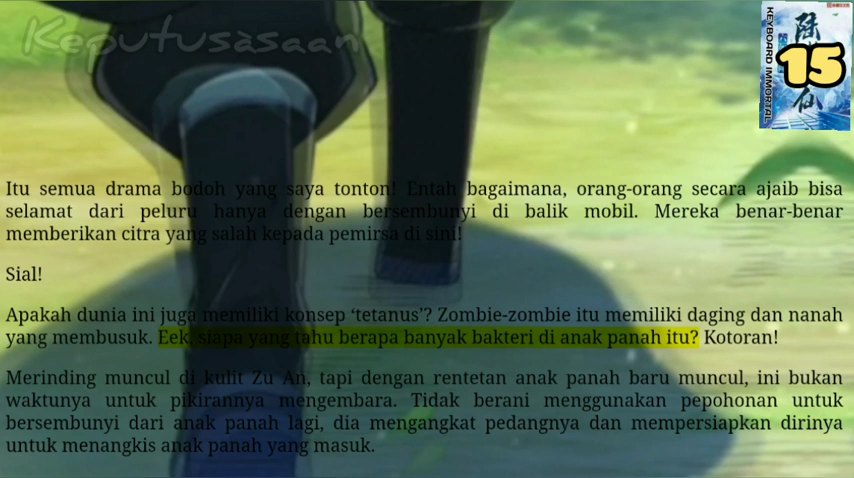 Keputusasaan
KEYBOARD IMMORTAL
15
Itu semua drama bodoh yang saya tonton! Entah bagaimana, orang-orang secara ajaib bisa
selamat dari peluru hanya dengan bersembunyi di balik mobil. Mereka benar-benar
memberikan citra yang salah kepada pemirsa di sini!
Sial!
Apakah dunia ini juga memiliki konsep ‘tetanus’? Zombie-zombie itu memiliki daging dan nanah
yang membusuk. Eek, siapa yang tahu berapa banyak bakteri di anak panah itu? Kotoran!
Merinding muncul di kulit Zu An, tapi dengan rentetan anak panah baru muncul, ini bukan
waktunya untuk pikirannya mengembara. Tidak berani menggunakan pepohonan untuk
bersembunyi dari anak panah lagi, dia mengangkat pedangnya dan mempersiapkan dirinya
untuk menangkis anak panah yang masuk.